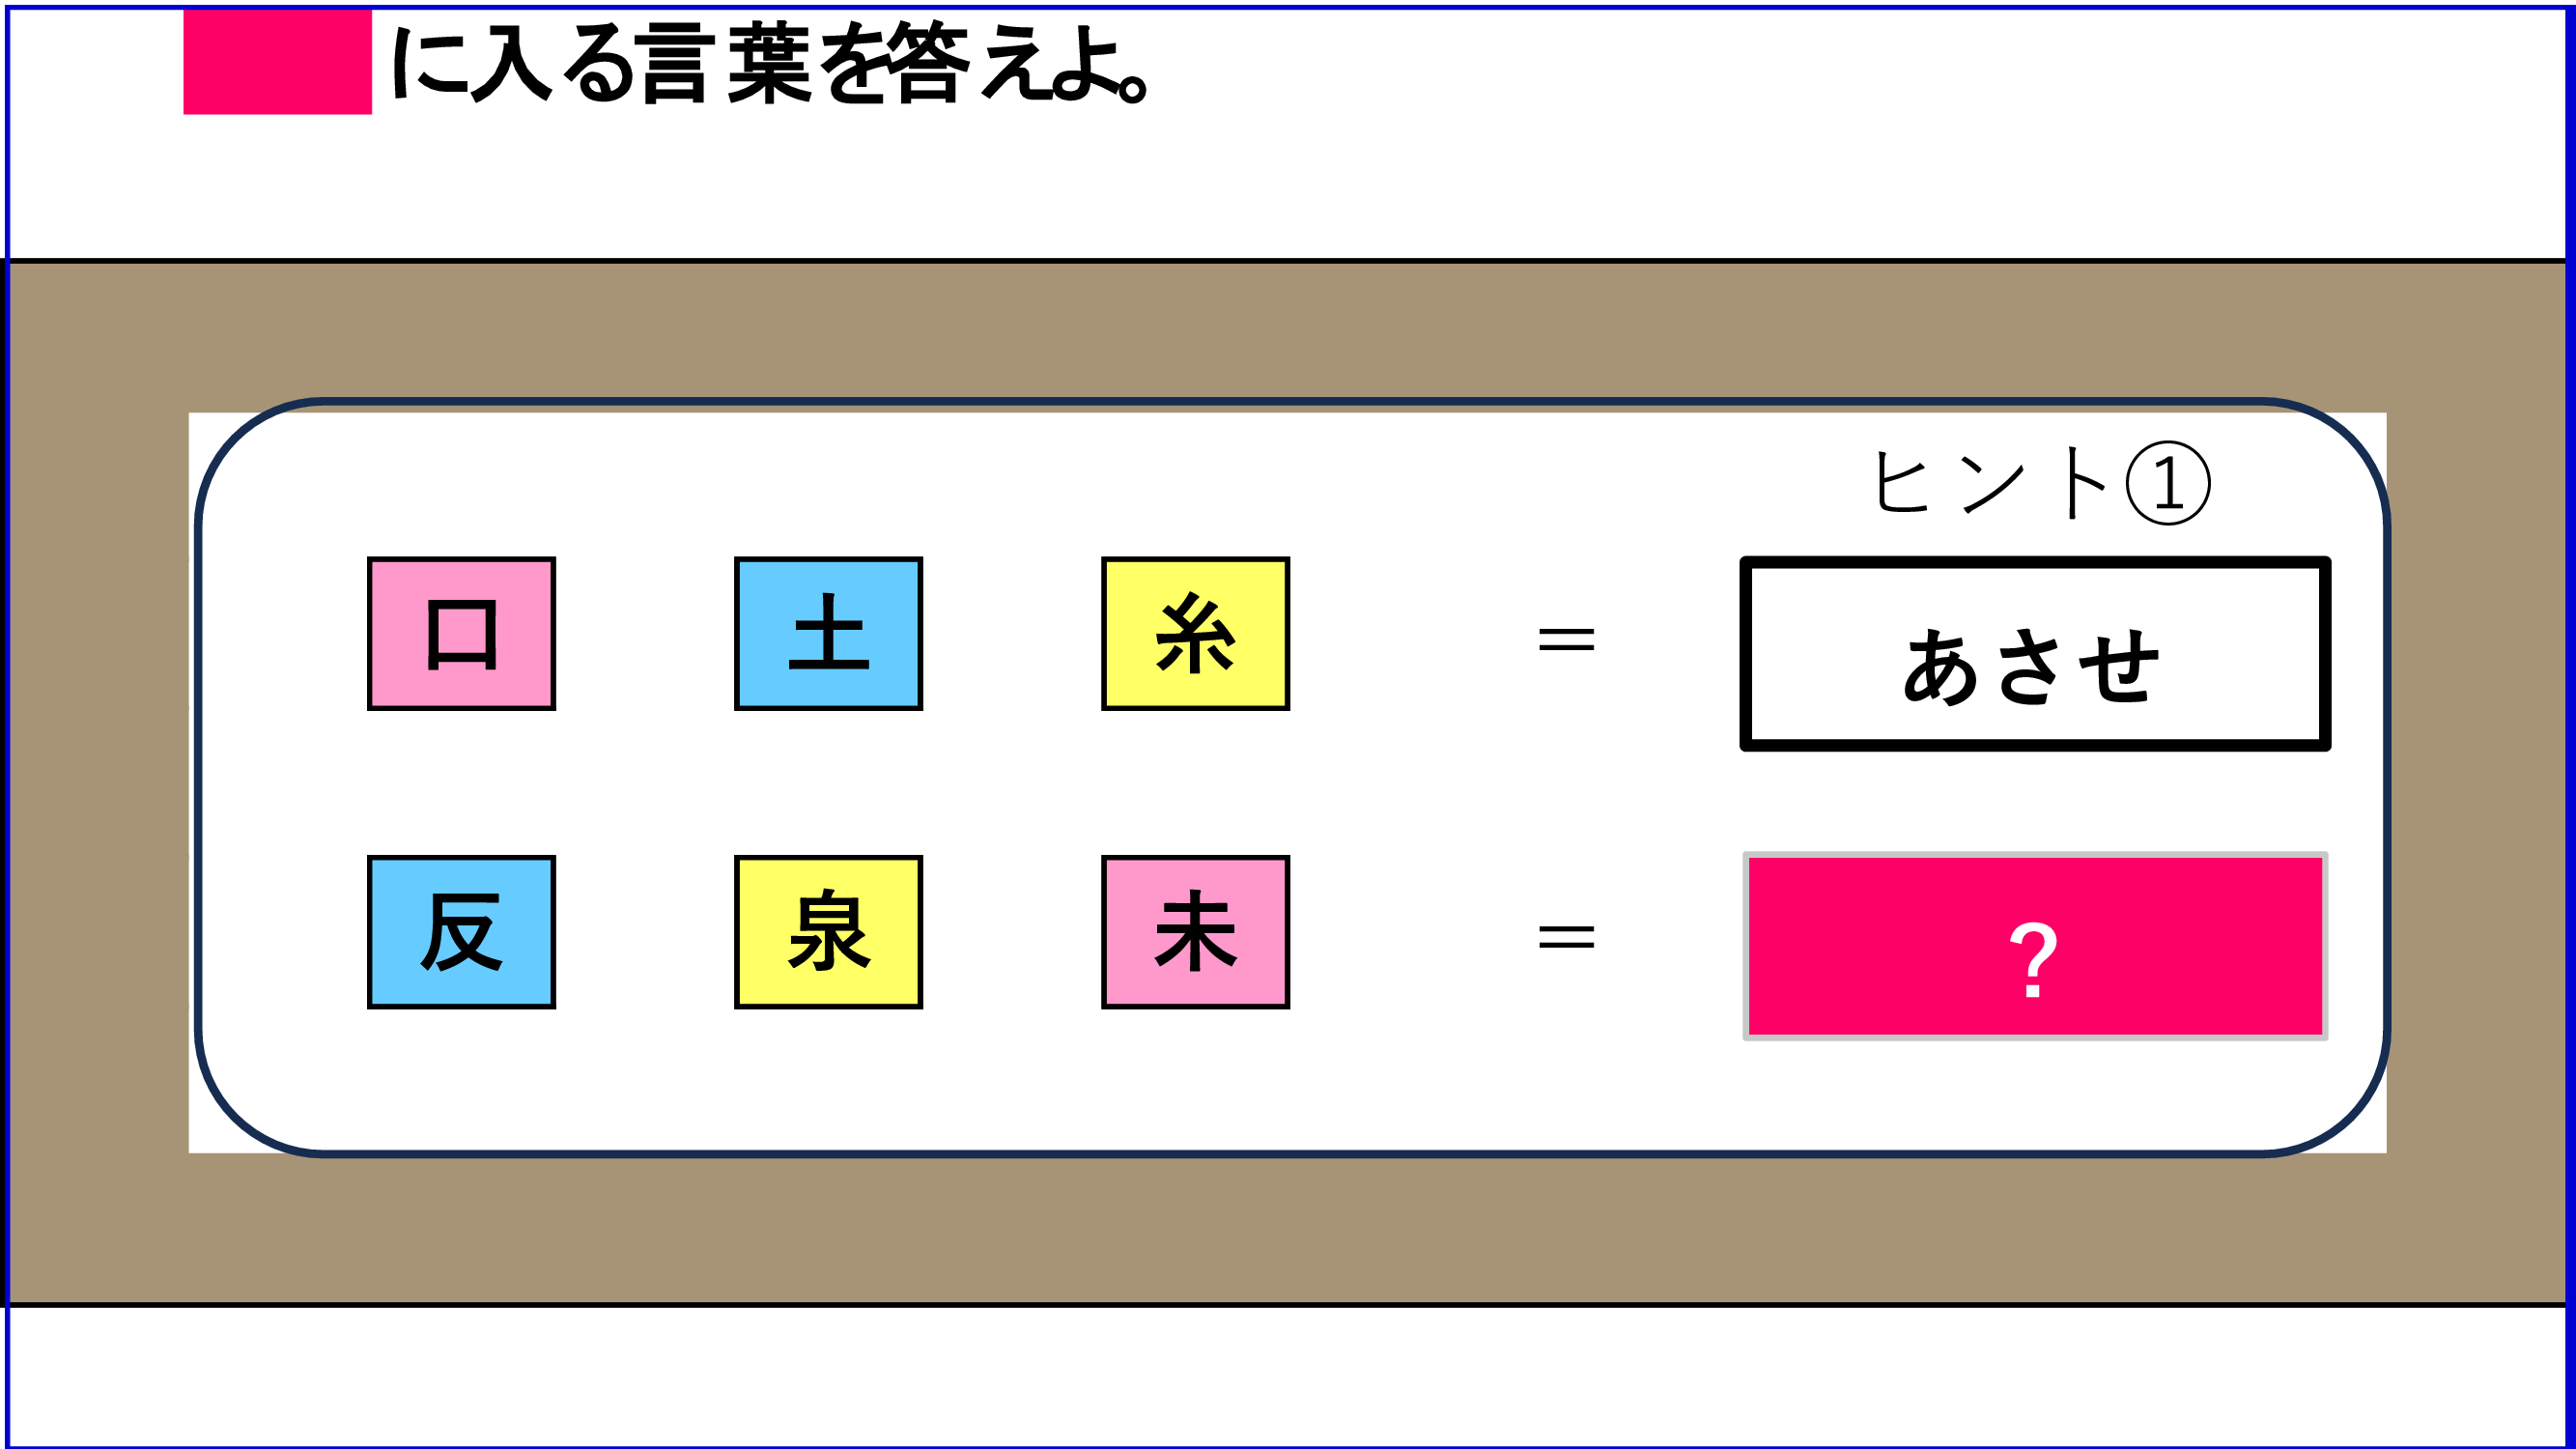 に入る言葉を答えよ。
ヒント①
口 土 糸 = あさせ
反 泉 未 = ?